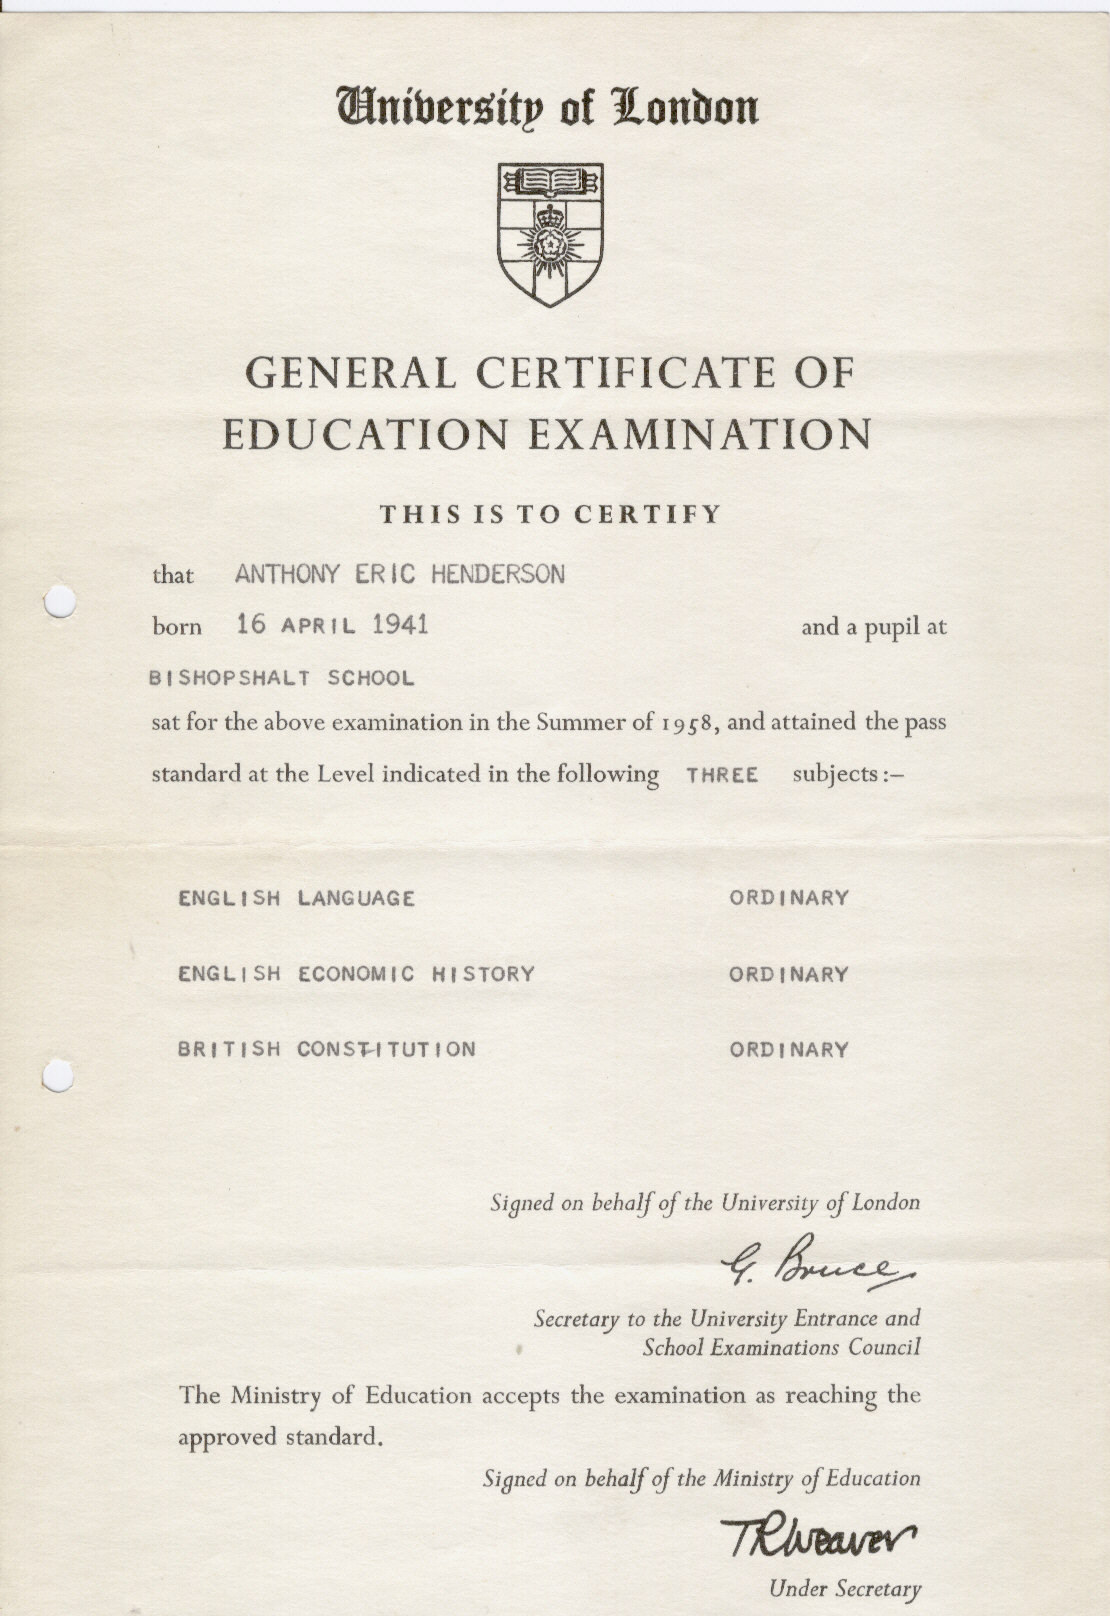 University of London
GENERAL CERTIFICATE OF
EDUCATION EXAMINATION
THIS IS TO CERTIFY
that ANTHONY ERIC HENDERSON
born 16 APRIL 1941 and a pupil at
BISHOPSHALT SCHOOL
sat for the above examination in the Summer of 1958, and attained the pass
standard at the Level indicated in the following THREE subjects:–
ENGLISH LANGUAGE ORDINARY
ENGLISH ECONOMIC HISTORY ORDINARY
BRITISH CONSTITUTION ORDINARY
Signed on behalf of the University of London
G. Bruce
Secretary to the University Entrance and
School Examinations Council
The Ministry of Education accepts the examination as reaching the
approved standard.
Signed on behalf of the Ministry of Education
TRWeaver
Under Secretary